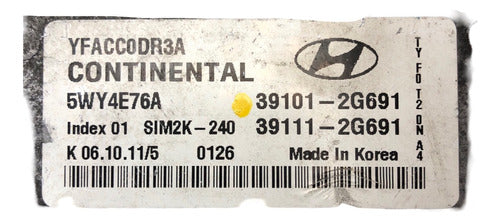 YFACC0DR3A
CONTINENTAL
5WY4E76A 39101-2G691
Index 01 SIM2K-240 39111-2G691
K 06.10.11/5 0126 Made In Korea
TYF0T20NA4